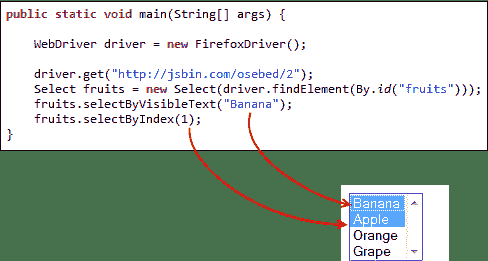 public static void main(String[] args) {
WebDriver driver = new FirefoxDriver();
driver.get("http://jsbin.com/osebed/2");
Select fruits = new Select(driver.findElement(By.id("fruits")));
fruits.selectByVisibleText("Banana");
fruits.selectByIndex(1);
}
Banana
Apple
Orange
Grape